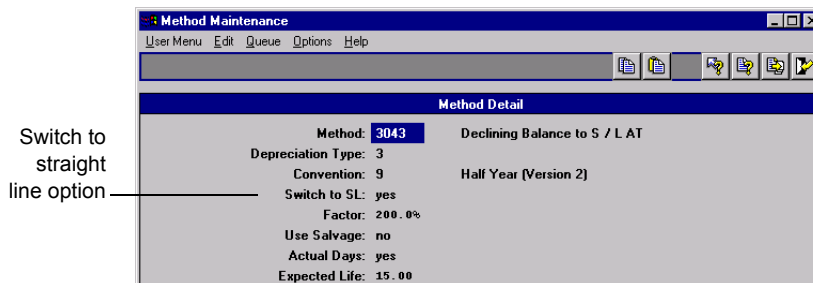 Method Maintenance
User Menu Edit Queue Options Help
Method Detail
Switch to
straight
line option
Method: 3043 Declining Balance to S / L AT
Depreciation Type: 3
Convention: 9 Half Year (Version 2)
Switch to SL: yes
Factor: 200.0%
Use Salvage: no
Actual Days: yes
Expected Life: 15.00